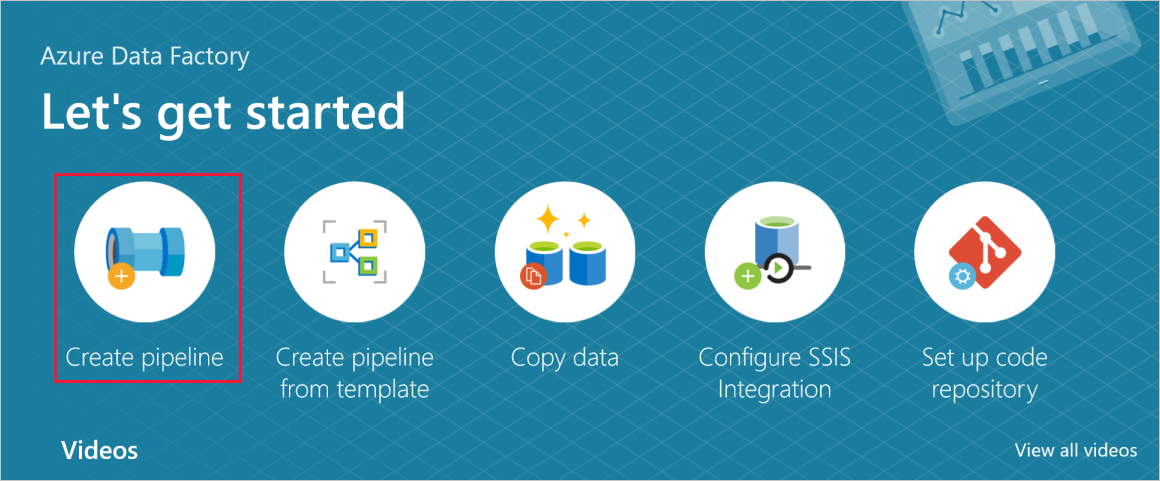 Azure Data Factory
Let's get started
Create pipeline
Create pipeline
from template
Copy data
Configure SSIS
Integration
Set up code
repository
Videos
View all videos